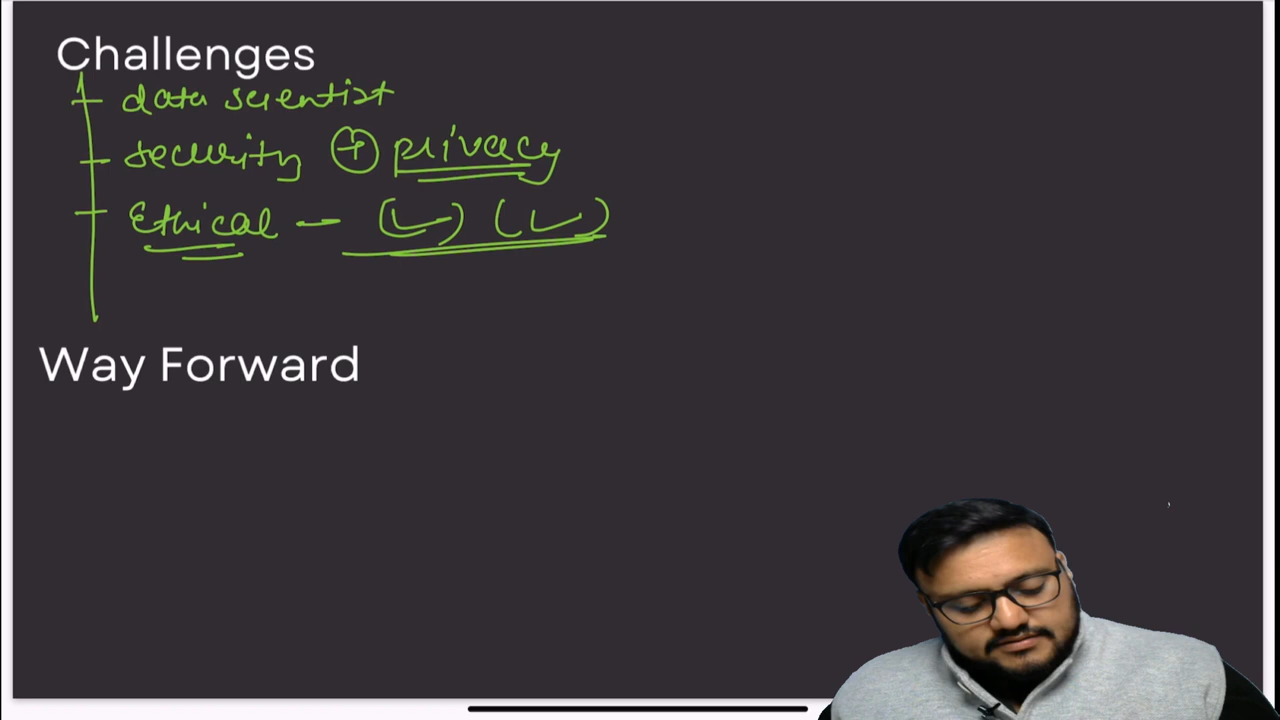 Challenges
data scientist
security + privacy
Ethical - ( ) ( )
Way Forward